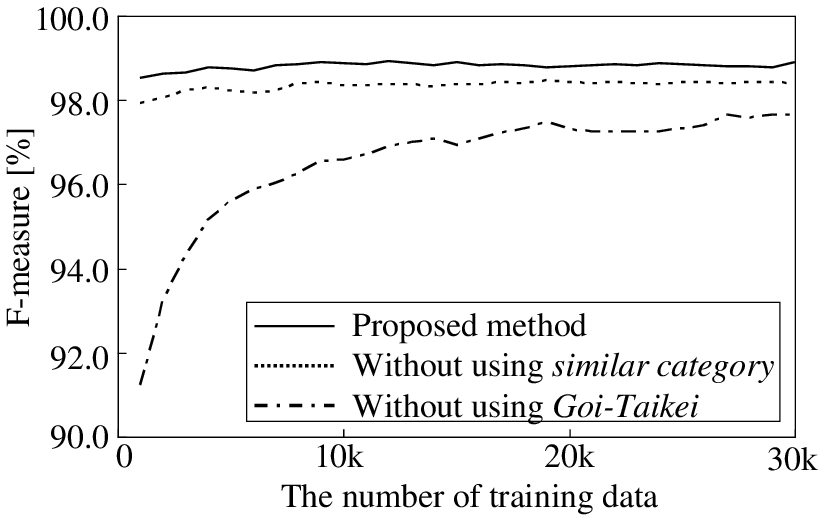 100.0
98.0
96.0
94.0
92.0
90.0
F-measure [%]
Proposed method
Without using similar category
Without using Goi-Taikei
0
10k
20k
30k
The number of training data